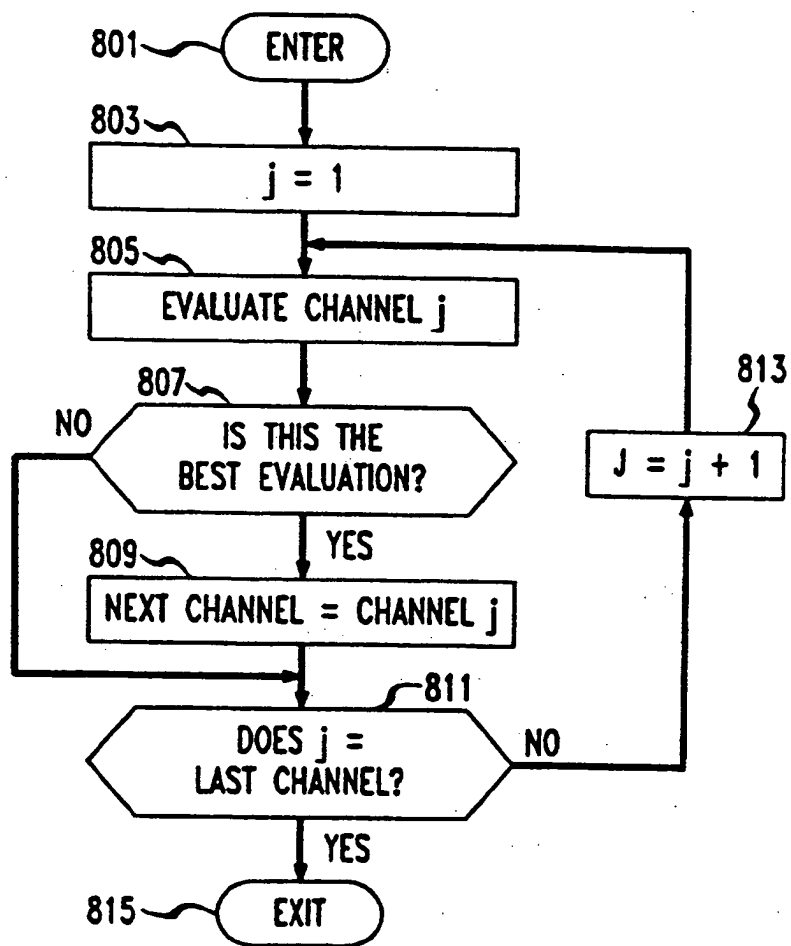 801
ENTER
803
j = 1
805
EVALUATE CHANNEL j
807
813
NO
IS THIS THE
BEST EVALUATION?
J = j + 1
YES
809
NEXT CHANNEL = CHANNEL j
811
DOES j =
LAST CHANNEL?
NO
YES
815
EXIT